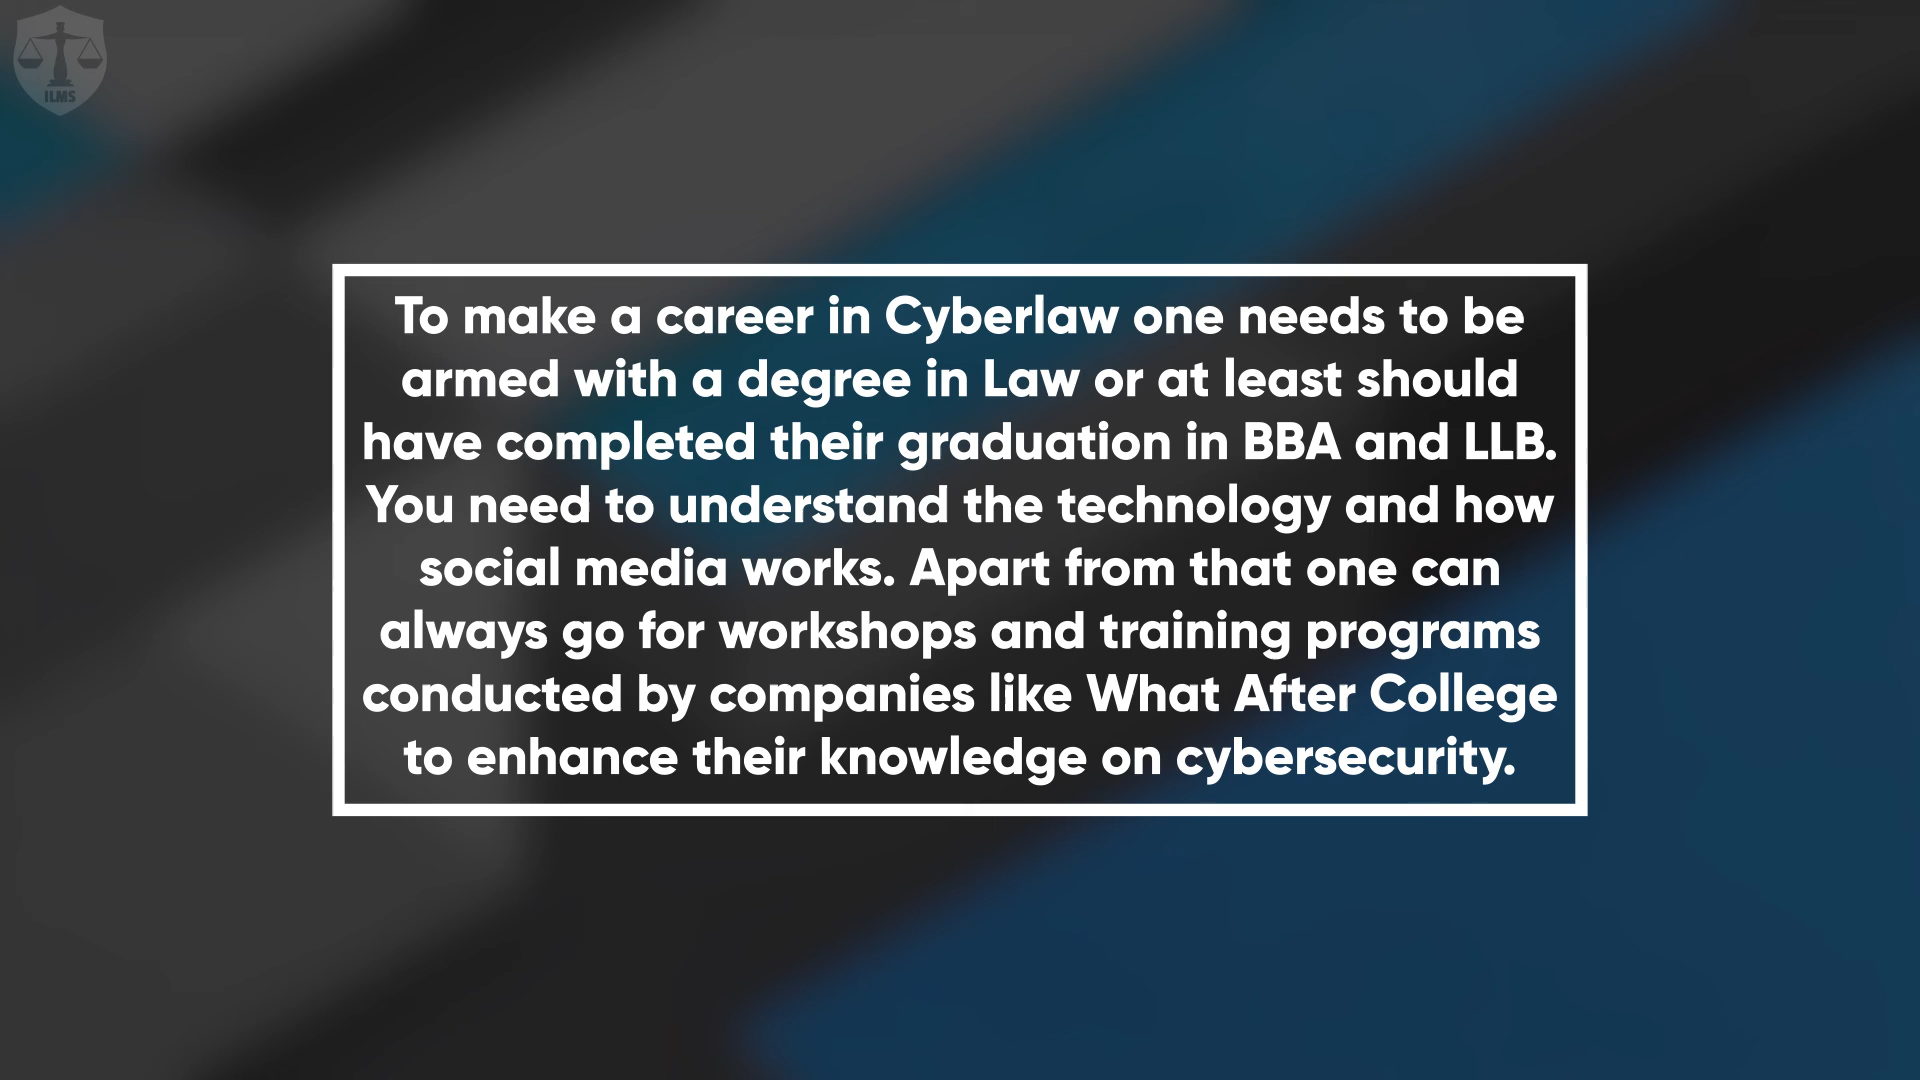 ILMS
To make a career in Cyberlaw one needs to be
armed with a degree in Law or at least should
have completed their graduation in BBA and LLB.
You need to understand the technology and how
social media works. Apart from that one can
always go for workshops and training programs
conducted by companies like What After College
to enhance their knowledge on cybersecurity.